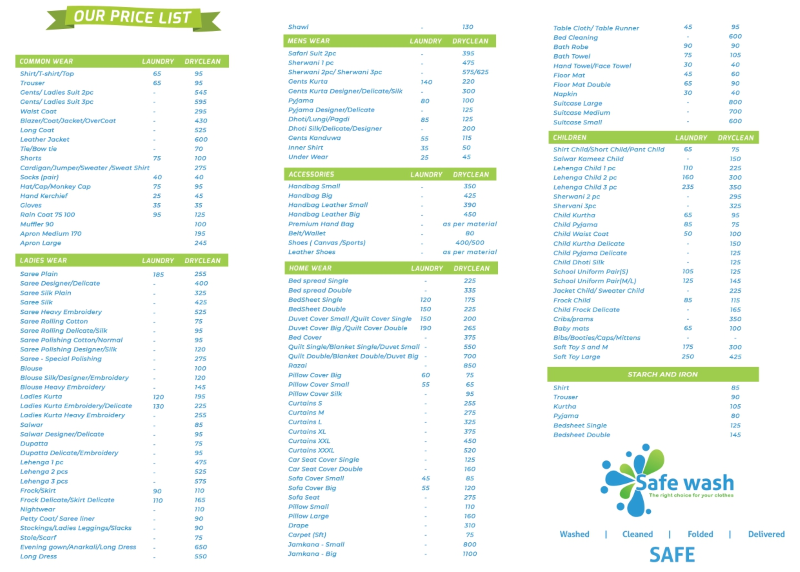 OUR PRICE LIST
COMMON WEAR LAUNDRY DRYCLEAN
Shirt/T-shirt/Top 65 95
Trouser 65 95
Gents/ Ladies Suit 2pc - 545
Gents/ Ladies Suit 3pc - 595
Waist Coat - 295
Blazer/Coat/Jacket/OverCoat - 430
Long Coat - 525
Leather Jacket - 600
Tie/Bow tie - 70
Shorts 75 100
Cardigan/Jumper/Sweater /Sweat Shirt 275
Socks (pair) 40 40
Hat/Cap/Monkey Cap 75 95
Hand Kerchief 25 45
Gloves 35 35
Rain Coat 75 100 95 125
Muffler 90 100
Apron Medium 170 195
Apron Large 245
LADIES WEAR LAUNDRY DRYCLEAN
Saree Plain 185 255
Saree Designer/Delicate - 400
Saree Silk Plain - 325
Saree Silk - 425
Saree Heavy Embroidery - 525
Saree Rolling Cotton - 75
Saree Rolling Delicate/Silk - 95
Saree Polishing Cotton/Normal - 95
Saree Polishing Designer/Silk - 120
Saree - Special Polishing - 275
Blouse - 100
Blouse Silk/Designer/Embroidery - 120
Blouse Heavy Embroidery - 145
Ladies Kurta 120 195
Ladies Kurta Embroidery/Delicate 130 225
Ladies Kurta Heavy Embroidery - 255
Salwar - 85
Salwar Designer/Delicate - 95
Dupatta - 75
Dupatta Delicate/Embroidery - 95
Lehenga 1 pc - 475
Lehenga 2 pcs - 525
Lehenga 3 pcs - 575
Frock/Skirt 90 110
Frock Delicate/Skirt Delicate 110 165
Nightwear - 110
Petty Coat/ Saree liner - 90
Stockings/Ladies Leggings/Slacks - 90
Stole/Scarf - 75
Evening gown/Anarkali/Long Dress - 650
Long Dress - 550
Shawl - 130
MENS WEAR LAUNDRY DRYCLEAN
Safari Suit 2pc - 395
Sherwani 1 pc - 475
Sherwani 2pc/ Sherwani 3pc - 575/625
Gents Kurta 140 220
Gents Kurta Designer/Delicate/Silk - 300
Pyjama 80 100
Pyjama Designer/Delicate - 125
Dhoti/Lungi/Pagdi 85 125
Dhoti Silk/Delicate/Designer - 200
Gents Kanduwa 55 115
Inner Shirt 35 50
Under Wear 25 45
ACCESSORIES LAUNDRY DRYCLEAN
Handbag Small - 350
Handbag Big - 425
Handbag Leather Small - 390
Handbag Leather Big - 450
Premium Hand Bag - as per material
Belt/Wallet - 80
Shoes ( Canvas /Sports) - 400/500
Leather Shoes - as per material
HOME WEAR LAUNDRY DRYCLEAN
Bed spread Single - 225
Bed spread Double - 335
BedSheet Single 120 175
BedSheet Double 150 225
Duvet Cover Small /Quilt Cover Single 150 200
Duvet Cover Big /Quilt Cover Double 190 265
Bed Cover - 375
Quilt Single/Blanket Single/Duvet Small - 550
Quilt Double/Blanket Double/Duvet Big - 700
Razai - 850
Pillow Cover Big 60 75
Pillow Cover Small 55 65
Pillow Cover Silk - 95
Curtains S - 255
Curtains M - 275
Curtains L - 325
Curtains XL - 375
Curtains XXL - 450
Curtains XXXL - 520
Car Seat Cover Single - 125
Car Seat Cover Double - 160
Sofa Cover Small 45 85
Sofa Cover Big 55 120
Sofa Seat - 275
Pillow Small - 110
Pillow Large - 160
Drape - 310
Carpet (Sft) - 75
Jamkana - Small - 800
Jamkana - Big - 1100
Table Cloth/ Table Runner 45 95
Bed Cleaning - 600
Bath Robe 90 90
Bath Towel 75 105
Hand Towel/Face Towel 30 40
Floor Mat 45 60
Floor Mat Double 65 90
Napkin 30 40
Suitcase Large - 800
Suitcase Medium - 700
Suitcase Small - 600
CHILDREN LAUNDRY DRYCLEAN
Shirt Child/Short Child/Pant Child 65 75
Salwar Kameez Child - 150
Lehenga Child 1 pc 110 225
Lehenga Child 2 pc 160 300
Lehenga Child 3 pc 235 350
Sherwani 2 pc - 295
Shervani 3pc - 325
Child Kurtha 65 95
Child Pyjama 85 75
Child Waist Coat 50 100
Child Kurtha Delicate - 150
Child Pyjama Delicate - 125
Child Dhoti Silk - 125
School Uniform Pair(S) 105 125
School Uniform Pair(M/L) 125 145
Jacket Child/ Sweater Child - 225
Frock Child 85 115
Child Frock Delicate - 165
Cribs/prams - 350
Baby mats 65 100
Bibs/Booties/Caps/Mittens - -
Soft Toy S and M 175 300
Soft Toy Large 250 425
STARCH AND IRON
Shirt 85
Trouser 90
Kurtha 105
Pyjama 80
Bedsheet Single 125
Bedsheet Double 145
Safe wash
The right choice for your clothes
Washed | Cleaned | Folded | Delivered
SAFE